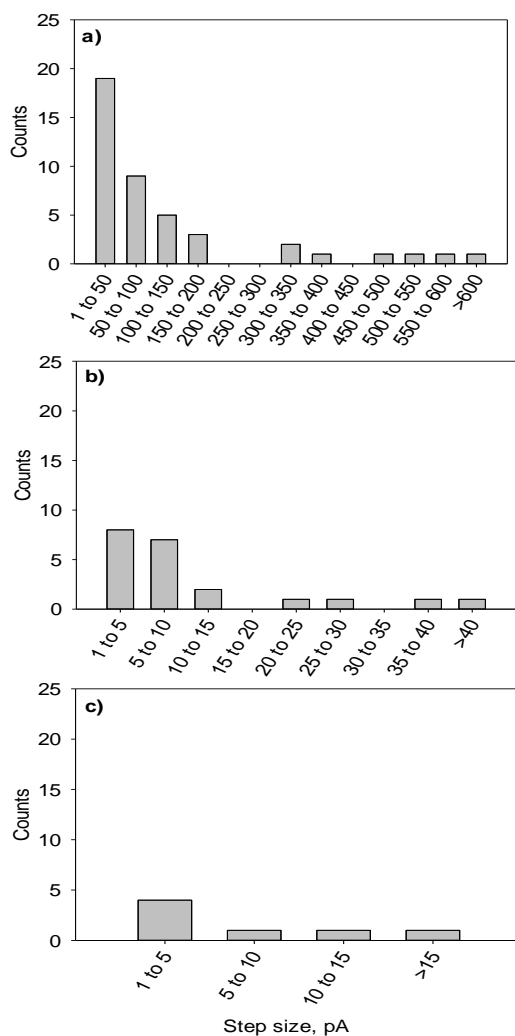 a)
25
20
15
10
5
0
Counts
1 to 50
50 to 100
100 to 150
150 to 200
200 to 250
250 to 300
300 to 350
350 to 400
400 to 450
450 to 500
500 to 550
550 to 600
>600
b)
25
20
15
10
5
0
Counts
1 to 5
5 to 10
10 to 15
15 to 20
20 to 25
25 to 30
30 to 35
35 to 40
>40
c)
25
20
15
10
5
0
Counts
1 to 5
5 to 10
10 to 15
>15
Step size, pA